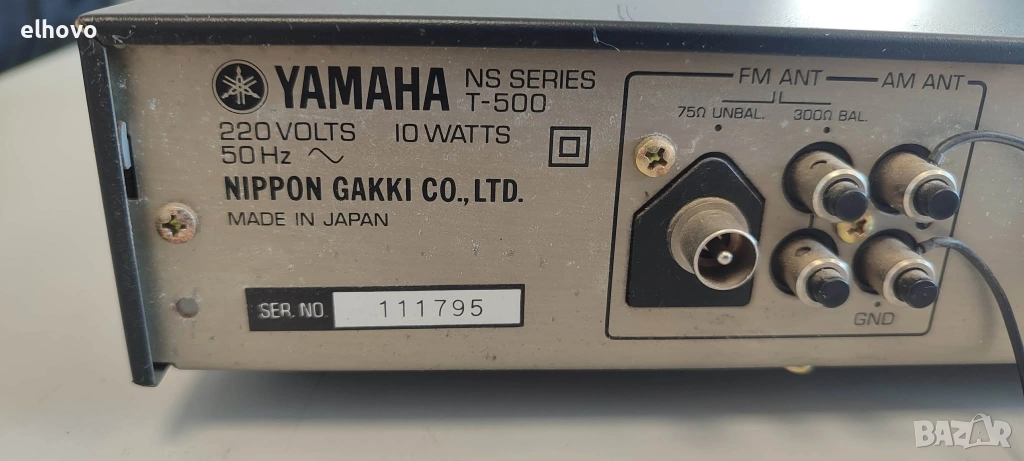 elhovo
YAMAHA NS SERIES
T-500
220 VOLTS 10 WATTS
50 Hz ~
NIPPON GAKKI CO., LTD.
MADE IN JAPAN
SER. NO. 111795
FM ANT AM ANT
75Ω UNBAL. 300Ω BAL.
GND
BAZAR